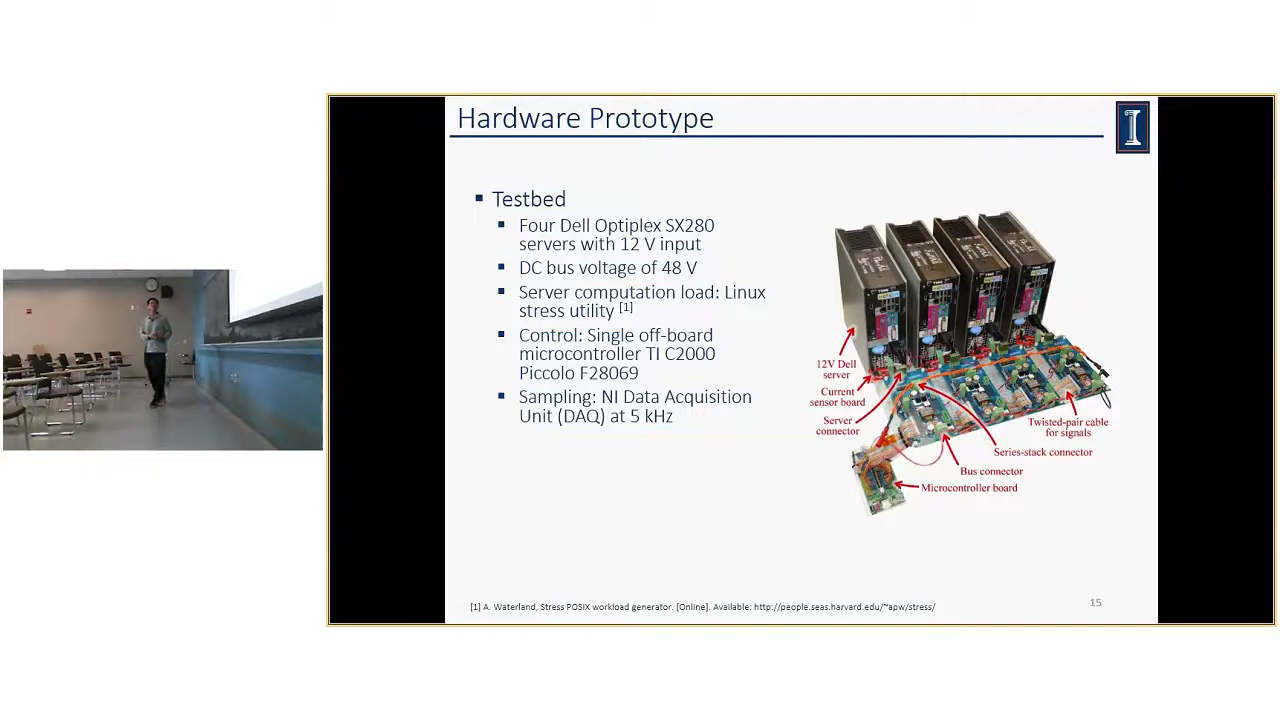 Hardware Prototype
Testbed
Four Dell Optiplex SX280
servers with 12 V input
DC bus voltage of 48 V
Server computation load: Linux
stress utility [1]
Control: Single off-board
microcontroller TI C2000
Piccolo F28069
Sampling: NI Data Acquisition
Unit (DAQ) at 5 kHz
12V Dell
server
Current
sensor board
Server
connector
Twisted-pair cable
for signals
Series-stack connector
Bus connector
Microcontroller board
[1] A. Waterland, Stress POSIX workload generator. [Online]. Available: http://people.seas.harvard.edu/~apw/stress/
15